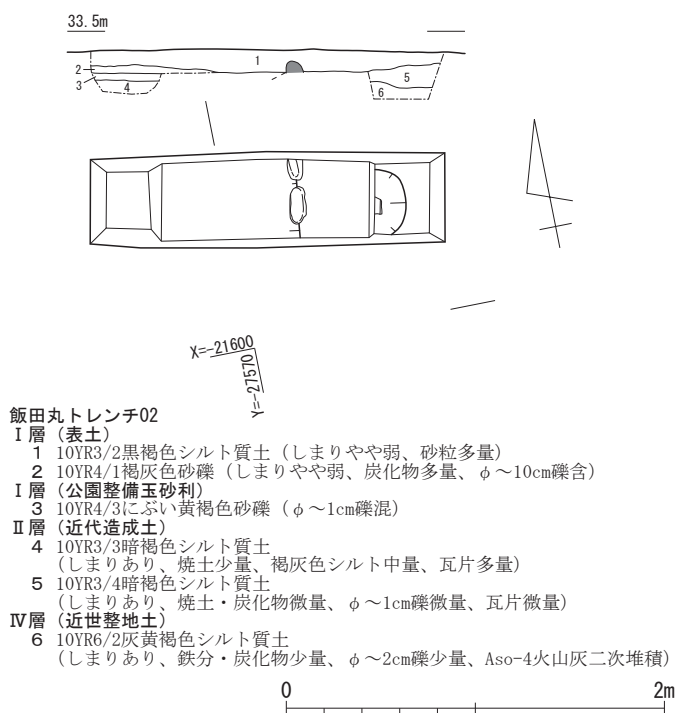 33.5m
1
2
3
4
5
6
X=-21600
Y=-27570
飯田丸トレンチ02
Ⅰ層（表土）
1 10YR3/2黒褐色シルト質土（しまりやや弱、砂粒多量）
2 10YR4/1褐灰色砂礫（しまりやや弱、炭化物多量、φ～10cm礫含）
Ⅰ層（公園整備玉砂利）
3 10YR4/3にぶい黄褐色砂礫（φ～1cm礫混）
Ⅱ層（近代造成土）
4 10YR3/3暗褐色シルト質土
（しまりあり、焼土少量、褐灰色シルト中量、瓦片多量）
5 10YR3/4暗褐色シルト質土
（しまりあり、焼土・炭化物微量、φ～1cm礫微量、瓦片微量）
Ⅳ層（近世整地土）
6 10YR6/2灰黄褐色シルト質土
（しまりあり、鉄分・炭化物少量、φ～2cm礫少量、Aso-4火山灰二次堆積）
0 2m